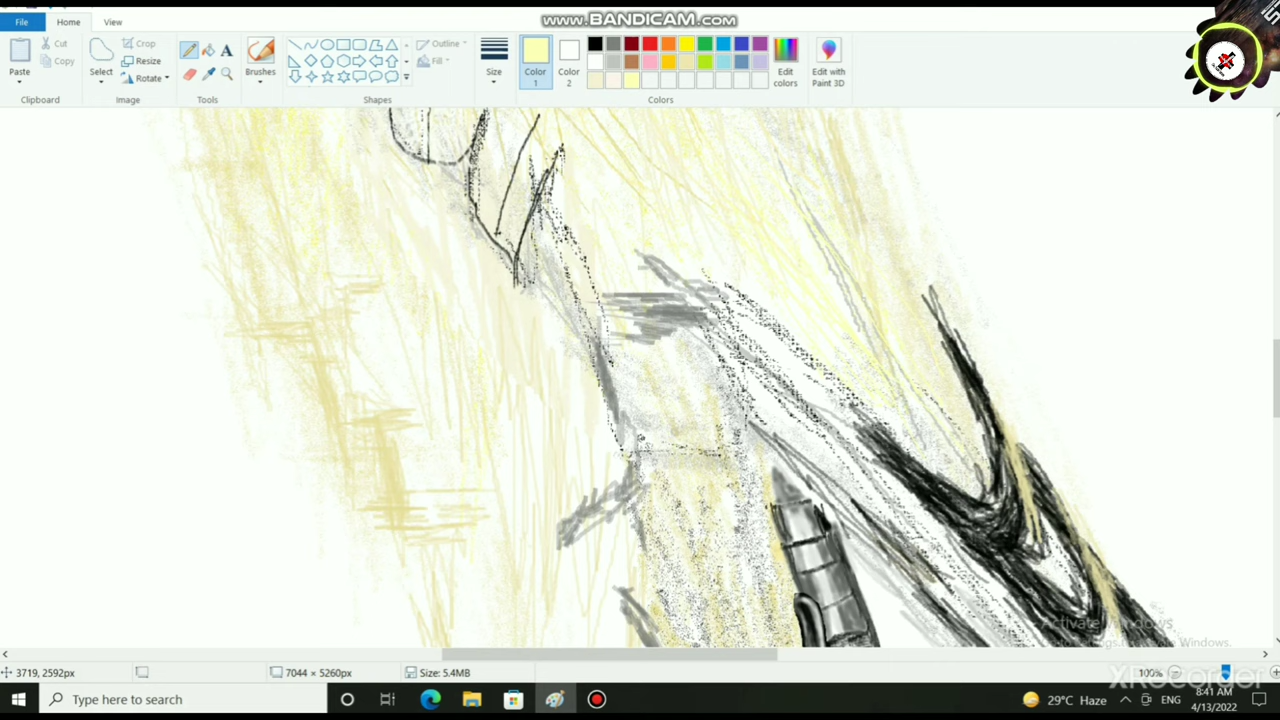 www.BANDICAM.com
File
Home
View
Paste
Cut
Copy
Clipboard
Select
Crop
Resize
Rotate
Image
Tools
Brushes
Shapes
Outline
Fill
Size
Color 1
Color 2
Colors
Edit colors
Edit with Paint 3D
Activate Windows
Windows.
3719, 2592px
7044 × 5260px
Size: 5.4MB
100%
XRecorder
Type here to search
29°C Haze
ENG
8:41 AM
4/13/2022